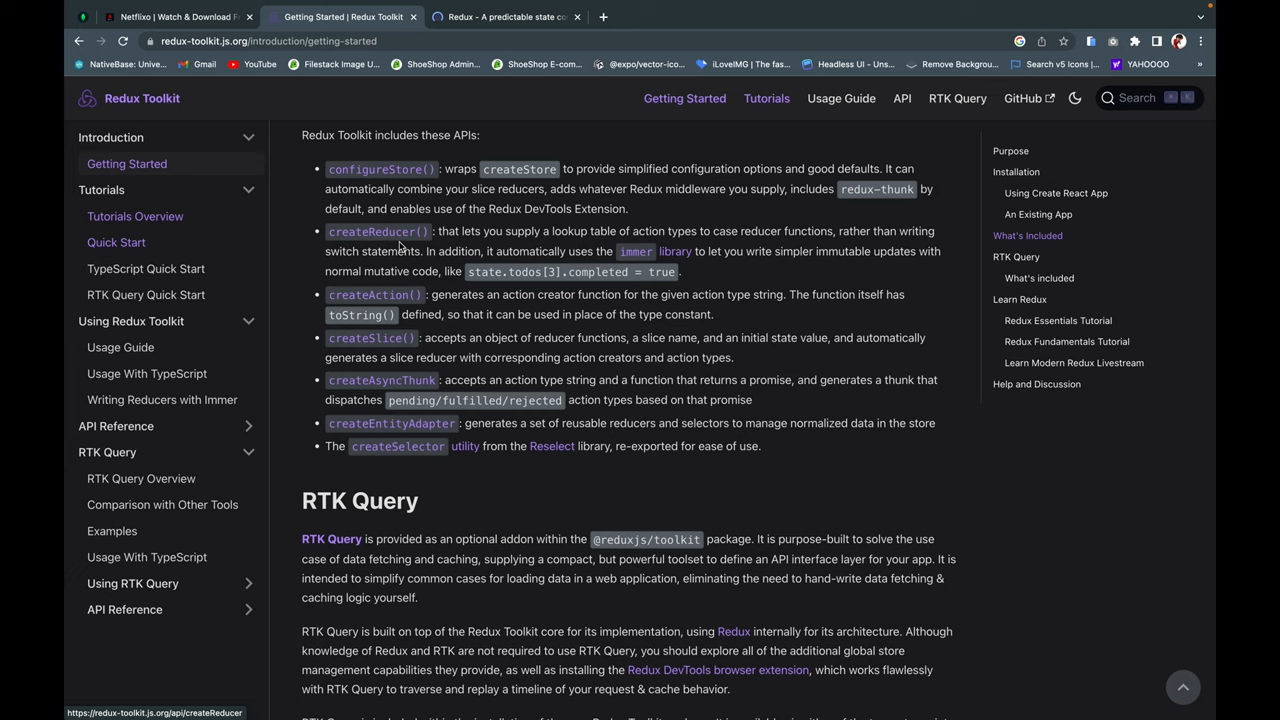 Netflixo | Watch & Download F
Getting Started | Redux Toolkit
Redux - A predictable state co
redux-toolkit.js.org/introduction/getting-started
NativeBase: Unive...
Gmail
YouTube
Filestack Image U...
ShoeShop Admin...
ShoeShop E-com...
@expo/vector-ico...
iLoveIMG | The fas...
Headless UI - Uns...
Remove Backgrou...
Search v5 Icons |...
YAHOOOO
»
Redux Toolkit
Getting Started
Tutorials
Usage Guide
API
RTK Query
GitHub
Search
Introduction
Getting Started
Tutorials
Tutorials Overview
Quick Start
TypeScript Quick Start
RTK Query Quick Start
Using Redux Toolkit
Usage Guide
Usage With TypeScript
Writing Reducers with Immer
API Reference
RTK Query
RTK Query Overview
Comparison with Other Tools
Examples
Usage With TypeScript
Using RTK Query
API Reference
Redux Toolkit includes these APIs:
• configureStore() : wraps createStore to provide simplified configuration options and good defaults. It can
automatically combine your slice reducers, adds whatever Redux middleware you supply, includes redux-thunk by
default, and enables use of the Redux DevTools Extension.
• createReducer() : that lets you supply a lookup table of action types to case reducer functions, rather than writing
switch statements. In addition, it automatically uses the immer library to let you write simpler immutable updates with
normal mutative code, like state.todos[3].completed = true .
• createAction() : generates an action creator function for the given action type string. The function itself has
toString() defined, so that it can be used in place of the type constant.
• createSlice() : accepts an object of reducer functions, a slice name, and an initial state value, and automatically
generates a slice reducer with corresponding action creators and action types.
• createAsyncThunk : accepts an action type string and a function that returns a promise, and generates a thunk that
dispatches pending/fulfilled/rejected action types based on that promise
• createEntityAdapter : generates a set of reusable reducers and selectors to manage normalized data in the store
• The createSelector utility from the Reselect library, re-exported for ease of use.
RTK Query
RTK Query is provided as an optional addon within the @reduxjs/toolkit package. It is purpose-built to solve the use
case of data fetching and caching, supplying a compact, but powerful toolset to define an API interface layer for your app. It is
intended to simplify common cases for loading data in a web application, eliminating the need to hand-write data fetching &
caching logic yourself.
RTK Query is built on top of the Redux Toolkit core for its implementation, using Redux internally for its architecture. Although
knowledge of Redux and RTK are not required to use RTK Query, you should explore all of the additional global store
management capabilities they provide, as well as installing the Redux DevTools browser extension, which works flawlessly
with RTK Query to traverse and replay a timeline of your request & cache behavior.
Purpose
Installation
Using Create React App
An Existing App
What's Included
RTK Query
What's included
Learn Redux
Redux Essentials Tutorial
Redux Fundamentals Tutorial
Learn Modern Redux Livestream
Help and Discussion
https://redux-toolkit.js.org/api/createReducer